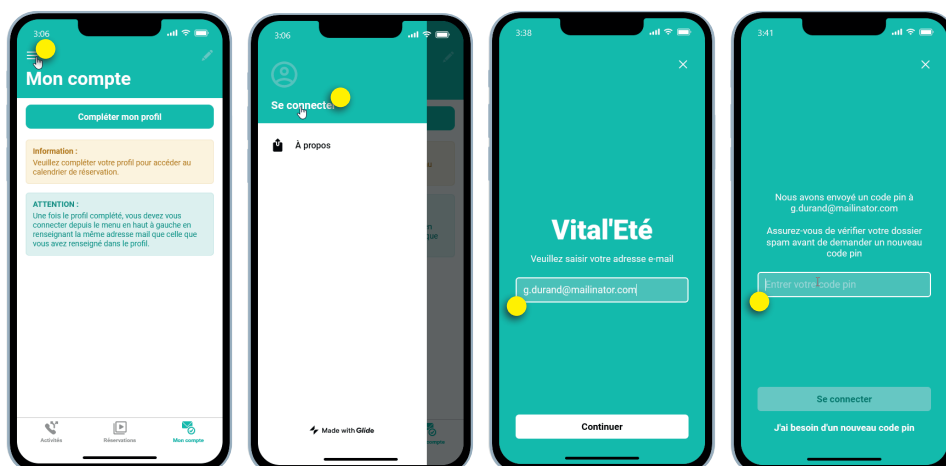 3:06
Mon compte
Compléter mon profil
Information :
Veuillez compléter votre profil pour accéder au
calendrier de réservation.
ATTENTION :
Une fois le profil complété, vous devez vous
connecter depuis le menu en haut à gauche en
renseignant la même adresse mail que celle que
vous avez renseigné dans le profil.
Activités
Réservations
Mon compte
3:06
Se connecter
À propos
u
en
que
Made with Glide
compte
3:38
Vital'Eté
Veuillez saisir votre adresse e-mail
g.durand@mailinator.com
Continuer
3:41
Nous avons envoyé un code pin à
g.durand@mailinator.com
Assurez-vous de vérifier votre dossier
spam avant de demander un nouveau
code pin
Entrer votre code pin
Se connecter
J'ai besoin d'un nouveau code pin